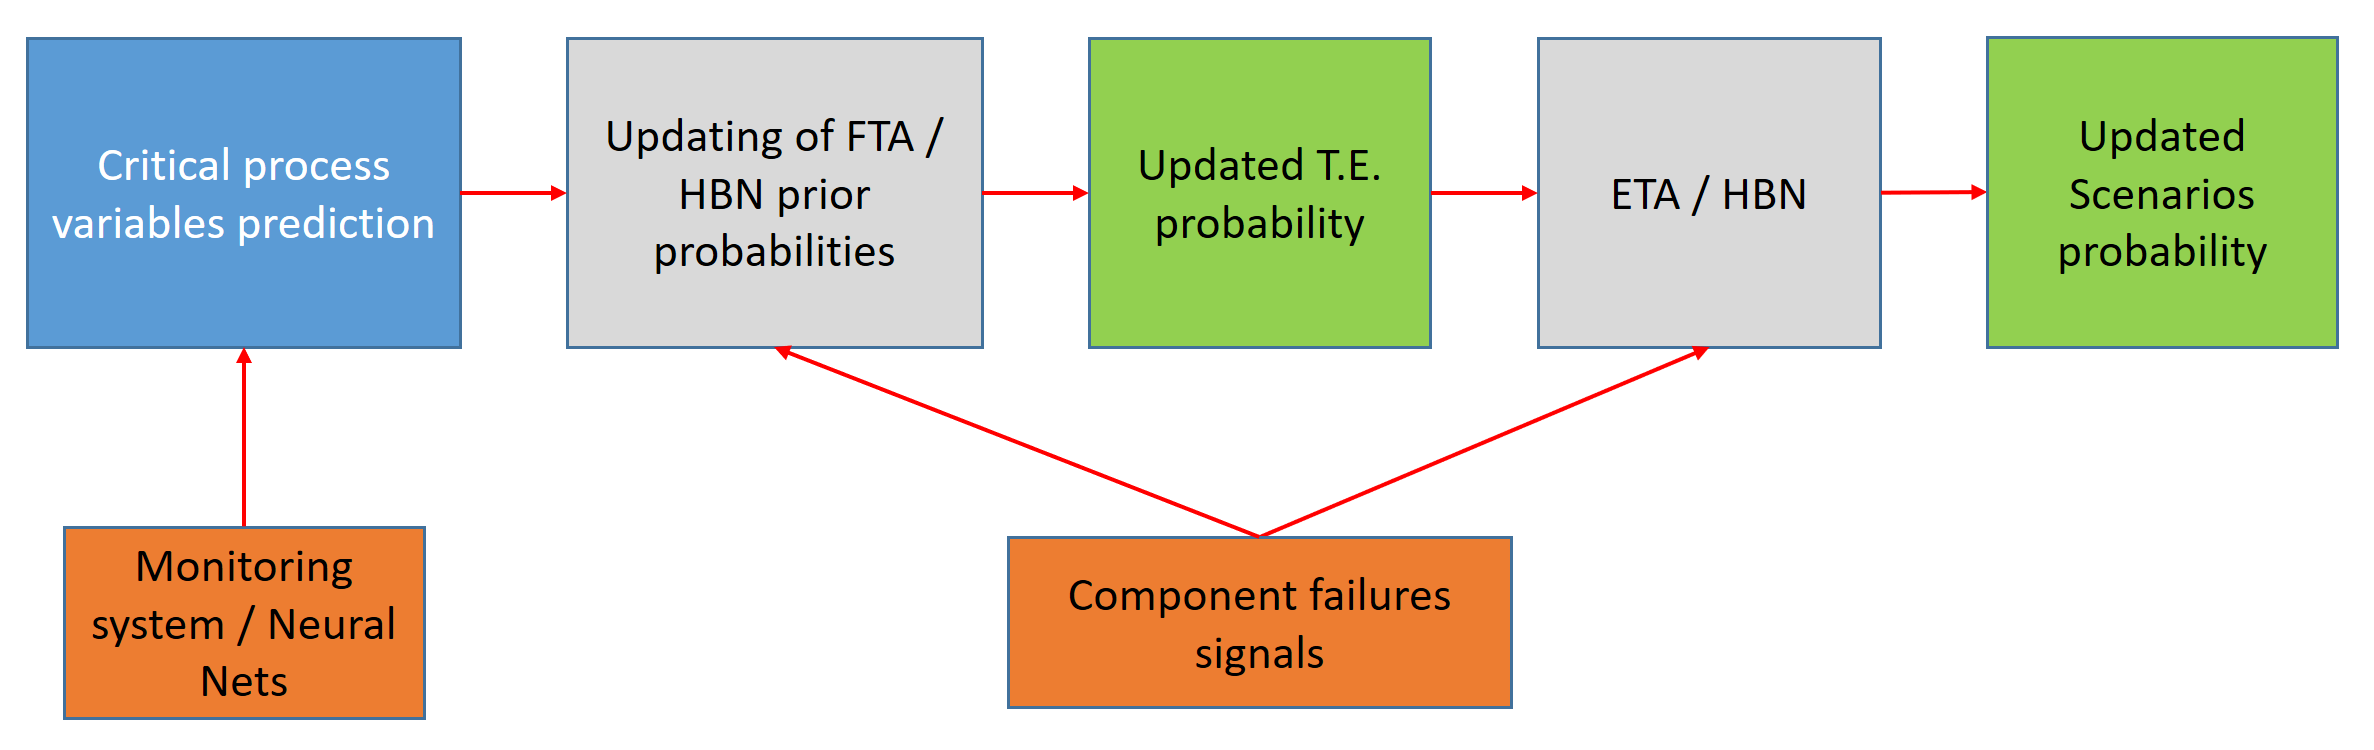 Critical process
variables prediction
Updating of FTA /
HBN prior
probabilities
Updated T.E.
probability
ETA / HBN
Updated
Scenarios
probability
Monitoring
system / Neural
Nets
Component failures
signals